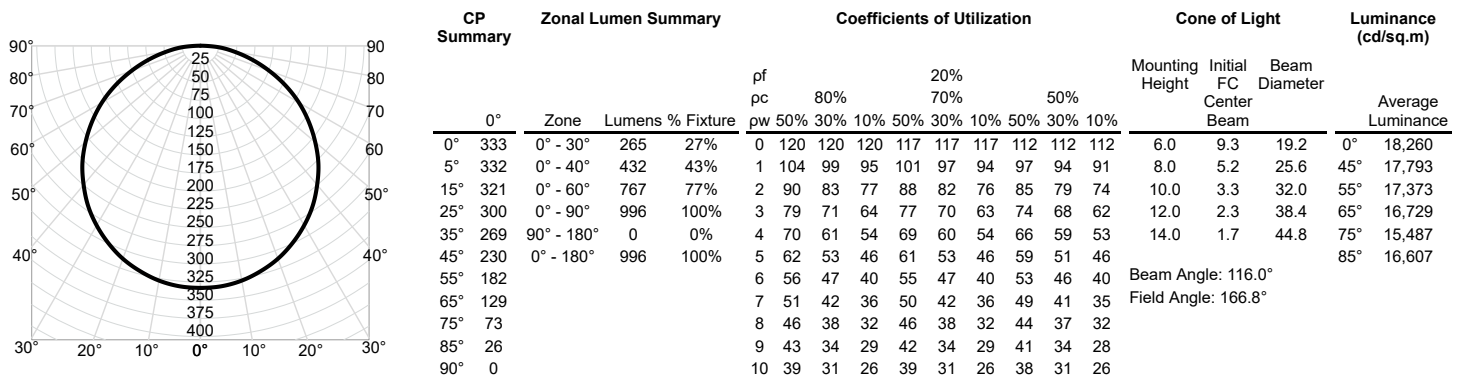 90° 90
80° 80
70° 70
60° 60
50° 50°
40° 40°
30° 20° 10° 0° 10° 20° 30°
25
50
75
100
125
150
175
200
225
250
275
300
325
350
375
400
CP Summary
0°
0° 333
5° 332
15° 321
25° 300
35° 269
45° 230
55° 182
65° 129
75° 73
85° 26
90° 0
Zonal Lumen Summary
Zone Lumens % Fixture
0° - 30° 265 27%
0° - 40° 432 43%
0° - 60° 767 77%
0° - 90° 996 100%
90° - 180° 0 0%
0° - 180° 996 100%
Coefficients of Utilization
ρf 20%
ρc 80% 70% 50%
ρw 50% 30% 10% 50% 30% 10% 50% 30% 10%
0 120 120 120 117 117 117 112 112 112
1 104 99 95 101 97 94 97 94 91
2 90 83 77 88 82 76 85 79 74
3 79 71 64 77 70 63 74 68 62
4 70 61 54 69 60 54 66 59 53
5 62 53 46 61 53 46 59 51 46
6 56 47 40 55 47 40 53 46 40
7 51 42 36 50 42 36 49 41 35
8 46 38 32 46 38 32 44 37 32
9 43 34 29 42 34 29 41 34 28
10 39 31 26 39 31 26 38 31 26
Cone of Light
Mounting Initial Beam
Height FC Diameter
Center
Beam
6.0 9.3 19.2
8.0 5.2 25.6
10.0 3.3 32.0
12.0 2.3 38.4
14.0 1.7 44.8
Beam Angle: 116.0°
Field Angle: 166.8°
Luminance
(cd/sq.m)
Average
Luminance
0° 18,260
45° 17,793
55° 17,373
65° 16,729
75° 15,487
85° 16,607